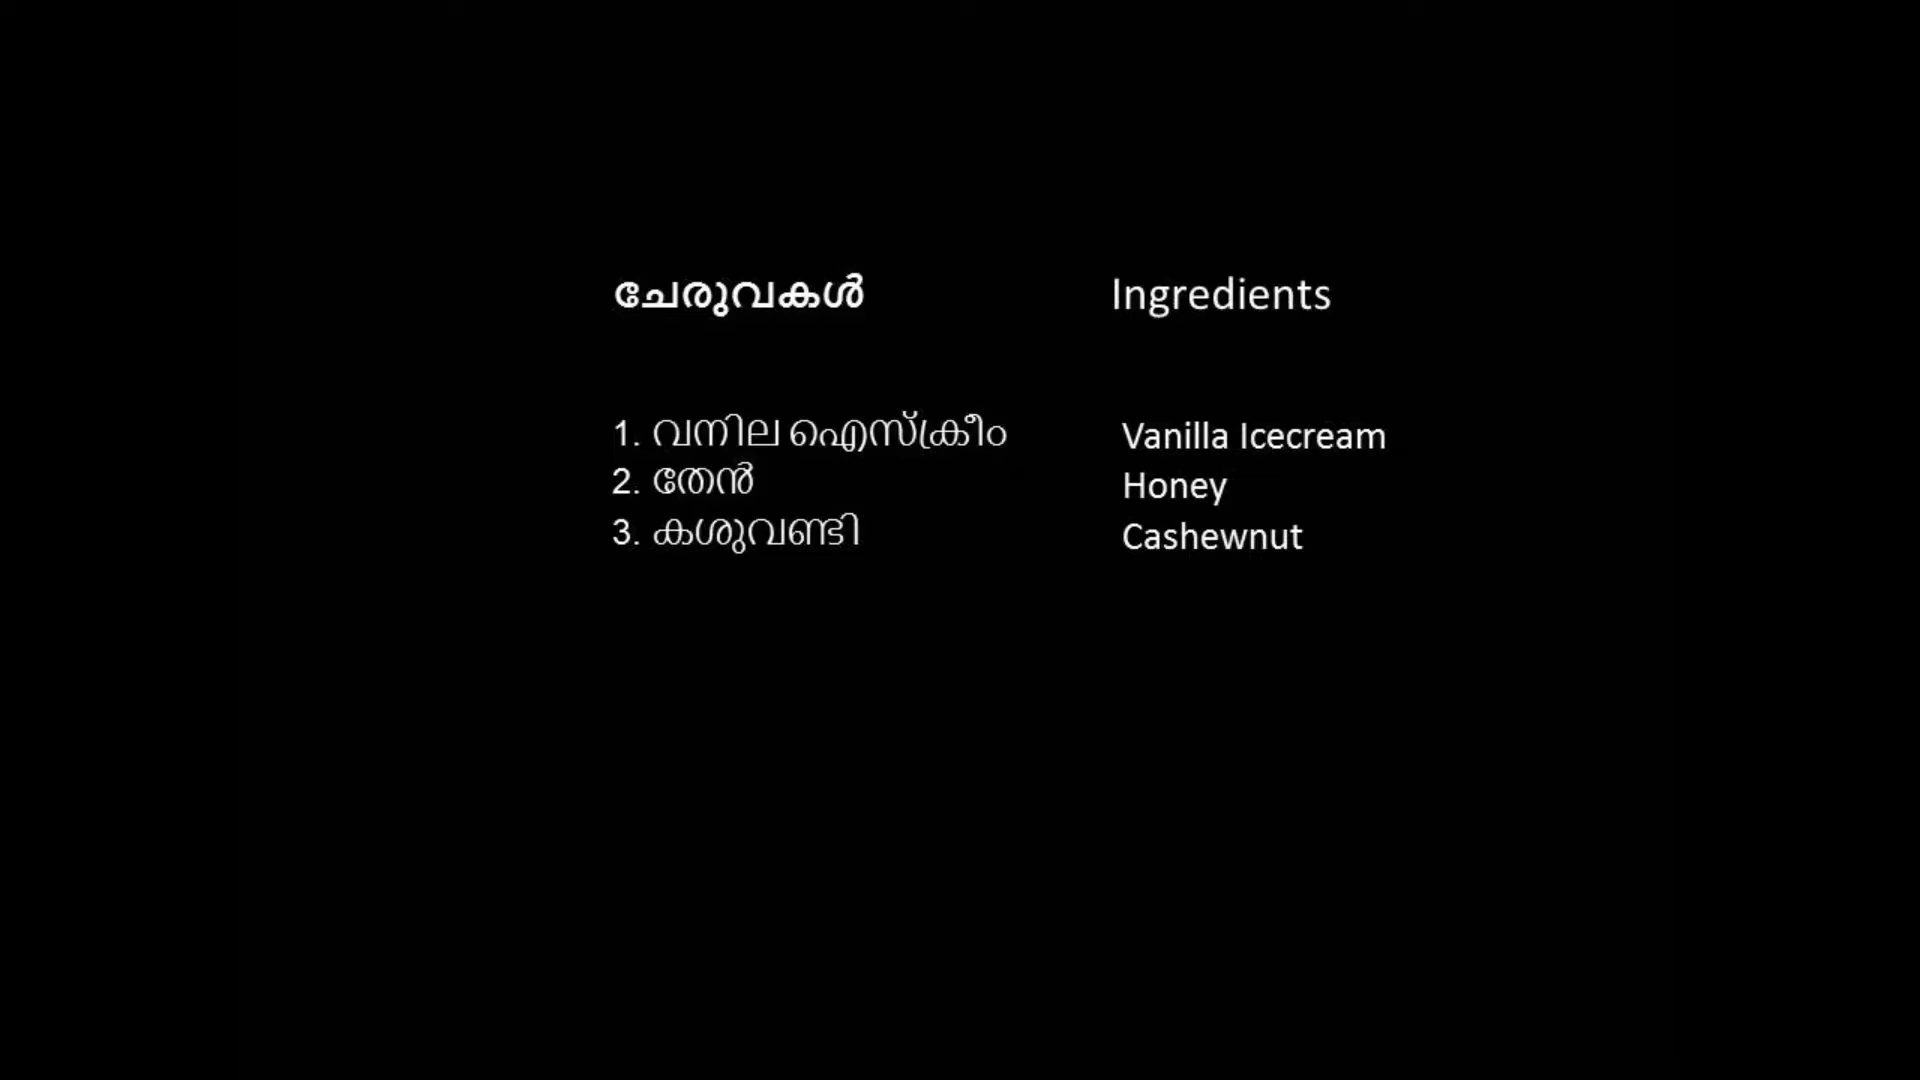 ചേരുവകൾ Ingredients
1. വനില ഐസ്ക്രീം Vanilla Icecream
2. തേൻ Honey
3. കശുവണ്ടി Cashewnut